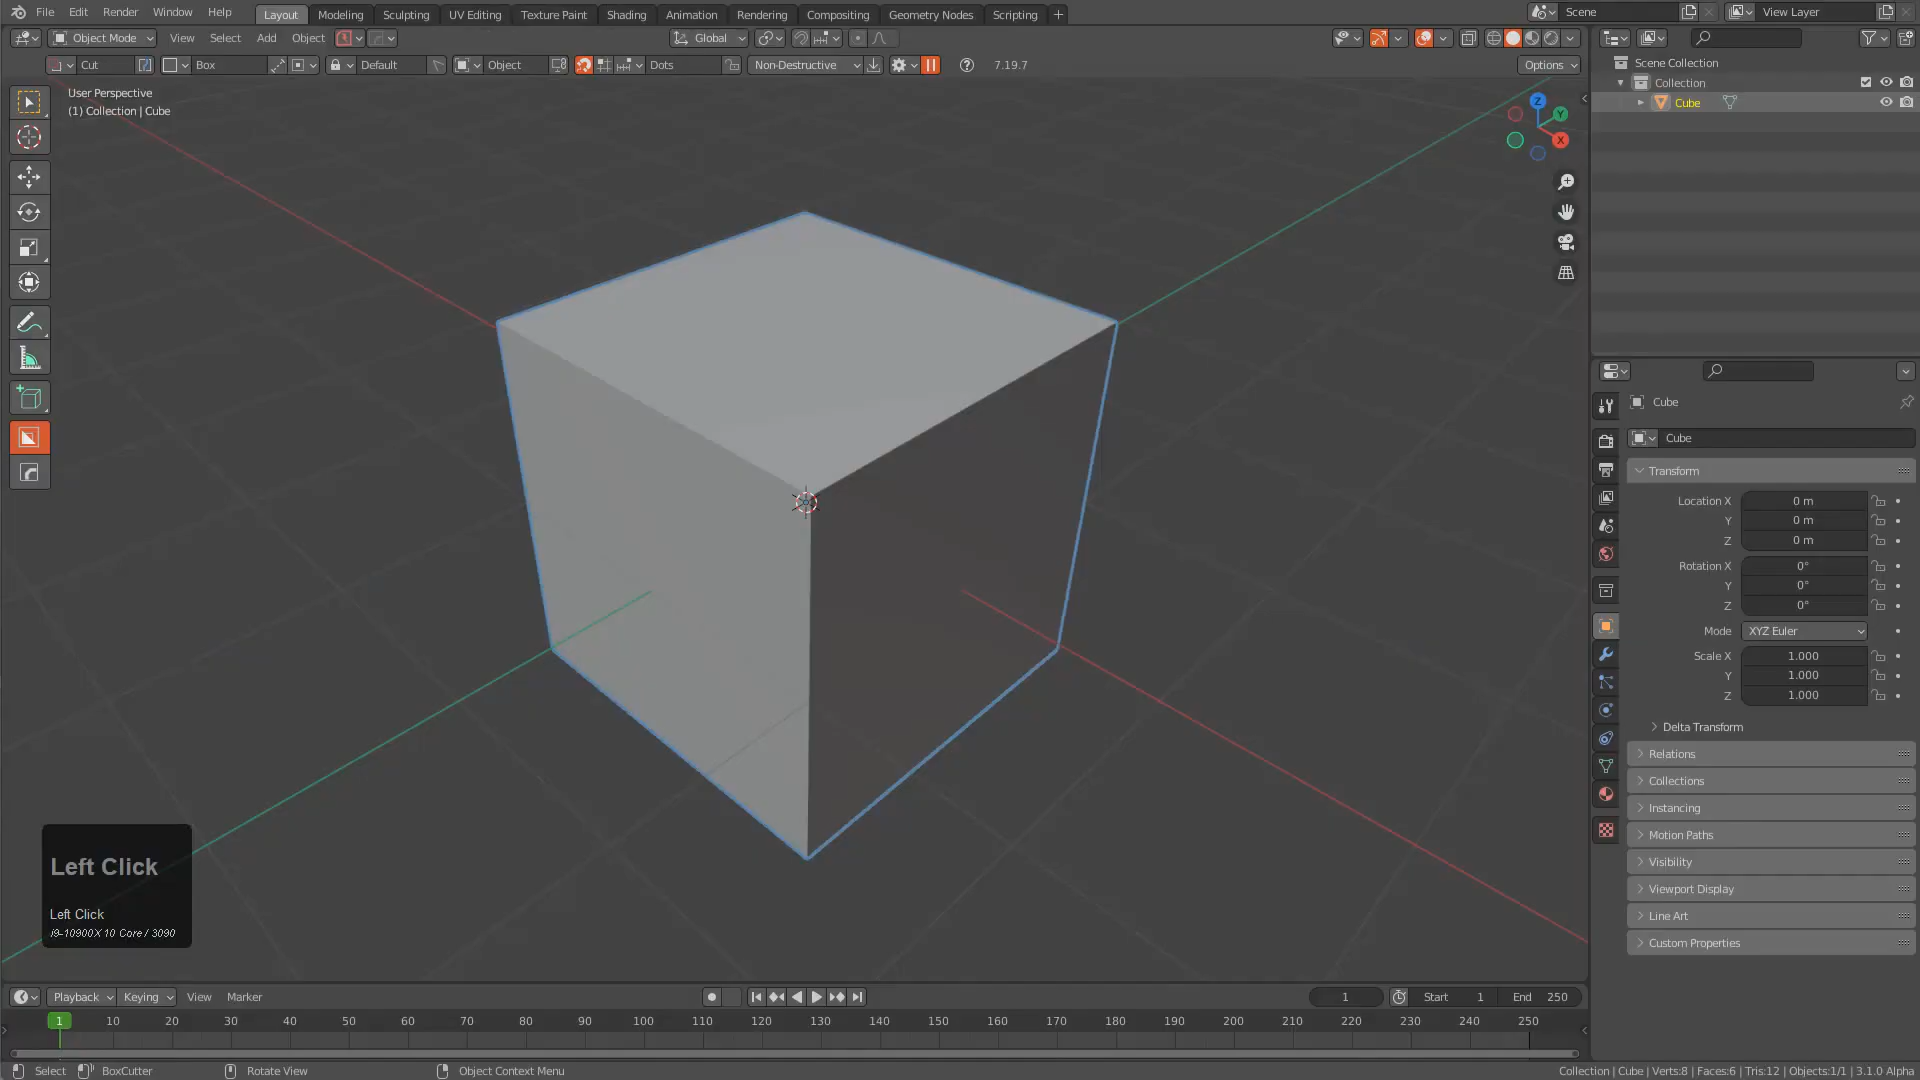 File Edit Render Window Help Layout Modeling Sculpting UV Editing Texture Paint Shading Animation Rendering Compositing Geometry Nodes Scripting + Scene View Layer
Object Mode View Select Add Object Global
Cut Box Default Object Dots Non-Destructive 7.19.7 Options
User Perspective
(1) Collection | Cube
Z
Y
X
Scene Collection
Collection
Cube
Cube
Cube
Transform
Location X 0 m
Y 0 m
Z 0 m
Rotation X 0°
Y 0°
Z 0°
Mode XYZ Euler
Scale X 1.000
Y 1.000
Z 1.000
Delta Transform
Relations
Collections
Instancing
Motion Paths
Visibility
Viewport Display
Line Art
Custom Properties
Left Click
Left Click
I9-10900X 10 Core / 3090
Playback Keying View Marker 1 Start 1 End 250
1 10 20 30 40 50 60 70 80 90 100 110 120 130 140 150 160 170 180 190 200 210 220 230 240 250
Select BoxCutter Rotate View Object Context Menu Collection | Cube | Verts:8 | Faces:6 | Tris:12 | Objects:1/1 | 3.1.0 Alpha